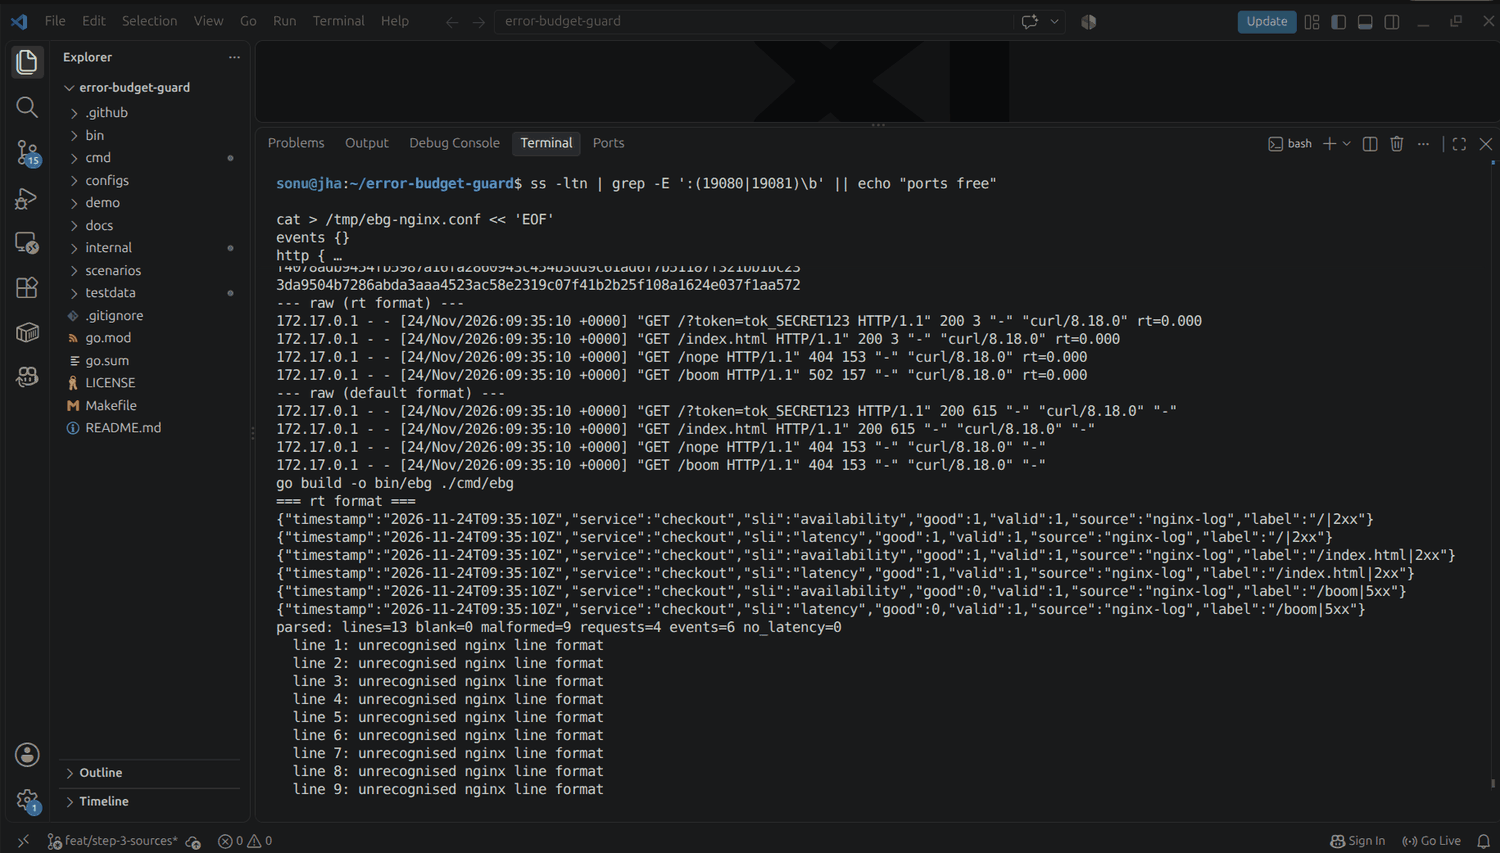 File Edit Selection View Go Run Terminal Help
error-budget-guard
Update
Explorer
error-budget-guard
.github
bin
cmd
configs
demo
docs
internal
scenarios
testdata
.gitignore
go.mod
go.sum
LICENSE
Makefile
README.md
Outline
Timeline
15
1
Problems Output Debug Console Terminal Ports
bash
sonu@jha:~/error-budget-guard$ ss -ltn | grep -E ':(19080|19081)\b' || echo "ports free"
cat > /tmp/ebg-nginx.conf << 'EOF'
events {}
http { …
3da9504b7286abda3aaa4523ac58e2319c07f41b2b25f108a1624e037f1aa572
--- raw (rt format) ---
172.17.0.1 - - [24/Nov/2026:09:35:10 +0000] "GET /?token=tok_SECRET123 HTTP/1.1" 200 3 "-" "curl/8.18.0" rt=0.000
172.17.0.1 - - [24/Nov/2026:09:35:10 +0000] "GET /index.html HTTP/1.1" 200 3 "-" "curl/8.18.0" rt=0.000
172.17.0.1 - - [24/Nov/2026:09:35:10 +0000] "GET /nope HTTP/1.1" 404 153 "-" "curl/8.18.0" rt=0.000
172.17.0.1 - - [24/Nov/2026:09:35:10 +0000] "GET /boom HTTP/1.1" 502 157 "-" "curl/8.18.0" rt=0.000
--- raw (default format) ---
172.17.0.1 - - [24/Nov/2026:09:35:10 +0000] "GET /?token=tok_SECRET123 HTTP/1.1" 200 615 "-" "curl/8.18.0" "-"
172.17.0.1 - - [24/Nov/2026:09:35:10 +0000] "GET /index.html HTTP/1.1" 200 615 "-" "curl/8.18.0" "-"
172.17.0.1 - - [24/Nov/2026:09:35:10 +0000] "GET /nope HTTP/1.1" 404 153 "-" "curl/8.18.0" "-"
172.17.0.1 - - [24/Nov/2026:09:35:10 +0000] "GET /boom HTTP/1.1" 404 153 "-" "curl/8.18.0" "-"
go build -o bin/ebg ./cmd/ebg
=== rt format ===
{"timestamp":"2026-11-24T09:35:10Z","service":"checkout","sli":"availability","good":1,"valid":1,"source":"nginx-log","label":"/|2xx"}
{"timestamp":"2026-11-24T09:35:10Z","service":"checkout","sli":"latency","good":1,"valid":1,"source":"nginx-log","label":"/|2xx"}
{"timestamp":"2026-11-24T09:35:10Z","service":"checkout","sli":"availability","good":1,"valid":1,"source":"nginx-log","label":"/index.html|2xx"}
{"timestamp":"2026-11-24T09:35:10Z","service":"checkout","sli":"latency","good":1,"valid":1,"source":"nginx-log","label":"/index.html|2xx"}
{"timestamp":"2026-11-24T09:35:10Z","service":"checkout","sli":"availability","good":0,"valid":1,"source":"nginx-log","label":"/boom|5xx"}
{"timestamp":"2026-11-24T09:35:10Z","service":"checkout","sli":"latency","good":0,"valid":1,"source":"nginx-log","label":"/boom|5xx"}
parsed: lines=13 blank=0 malformed=9 requests=4 events=6 no_latency=0
line 1: unrecognised nginx line format
line 2: unrecognised nginx line format
line 3: unrecognised nginx line format
line 4: unrecognised nginx line format
line 5: unrecognised nginx line format
line 6: unrecognised nginx line format
line 7: unrecognised nginx line format
line 8: unrecognised nginx line format
line 9: unrecognised nginx line format
feat/step-3-sources* 0 0
Sign In Go Live